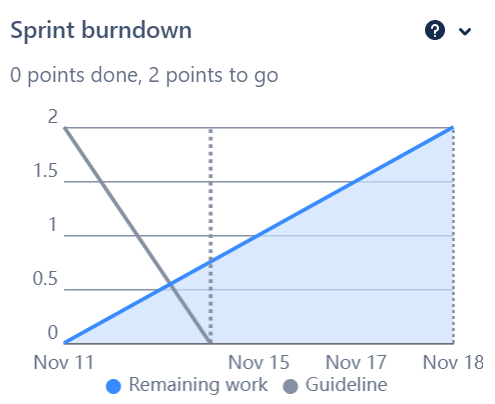 Sprint burndown
0 points done, 2 points to go
2
1.5
1
0.5
0
Nov 11 Nov 15 Nov 17 Nov 18
Remaining work Guideline